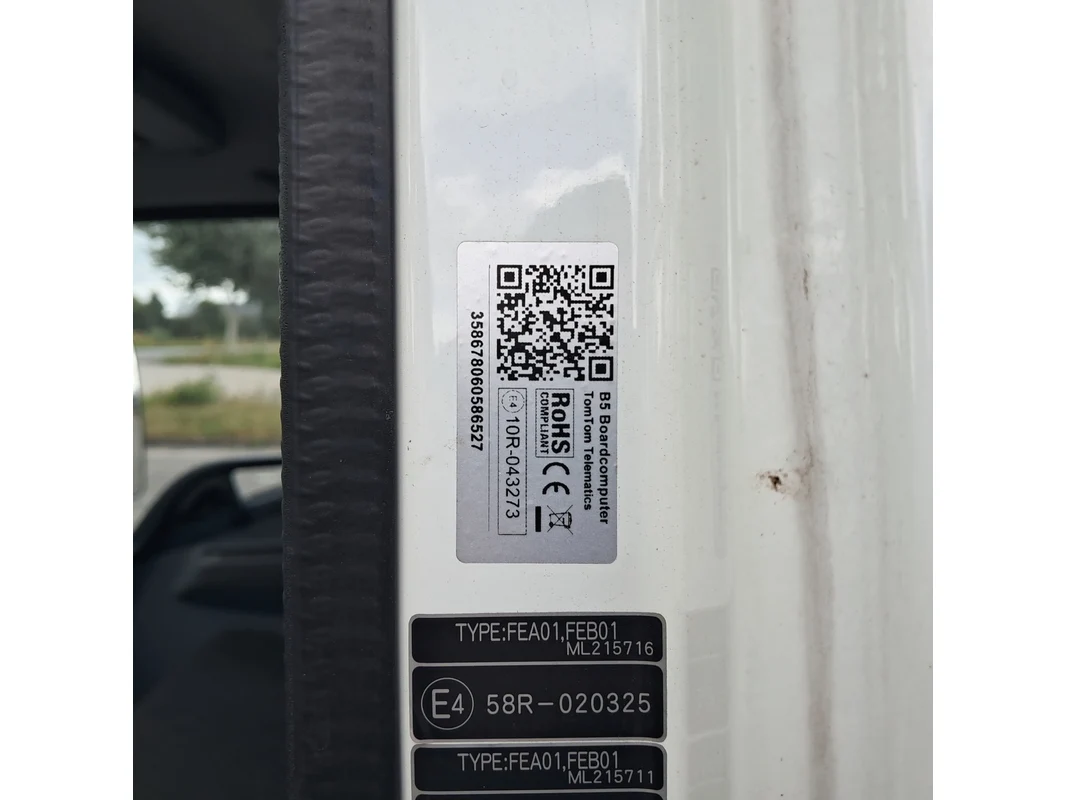 B5 Boardcomputer
TomTom Telematics
RoHS
COMPLIANT
CE
E4 10R-043273
358678060586527
TYPE:FEA01,FEB01
ML215716
E4 58R-020325
TYPE:FEA01,FEB01
ML215711